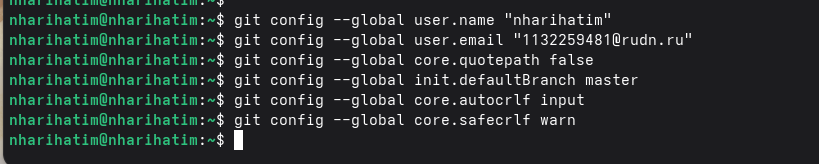 nharihatim@nharihatim:~$
nharihatim@nharihatim:~$ git config --global user.name "nharihatim"
nharihatim@nharihatim:~$ git config --global user.email "1132259481@rudn.ru"
nharihatim@nharihatim:~$ git config --global core.quotepath false
nharihatim@nharihatim:~$ git config --global init.defaultBranch master
nharihatim@nharihatim:~$ git config --global core.autocrlf input
nharihatim@nharihatim:~$ git config --global core.safecrlf warn
nharihatim@nharihatim:~$